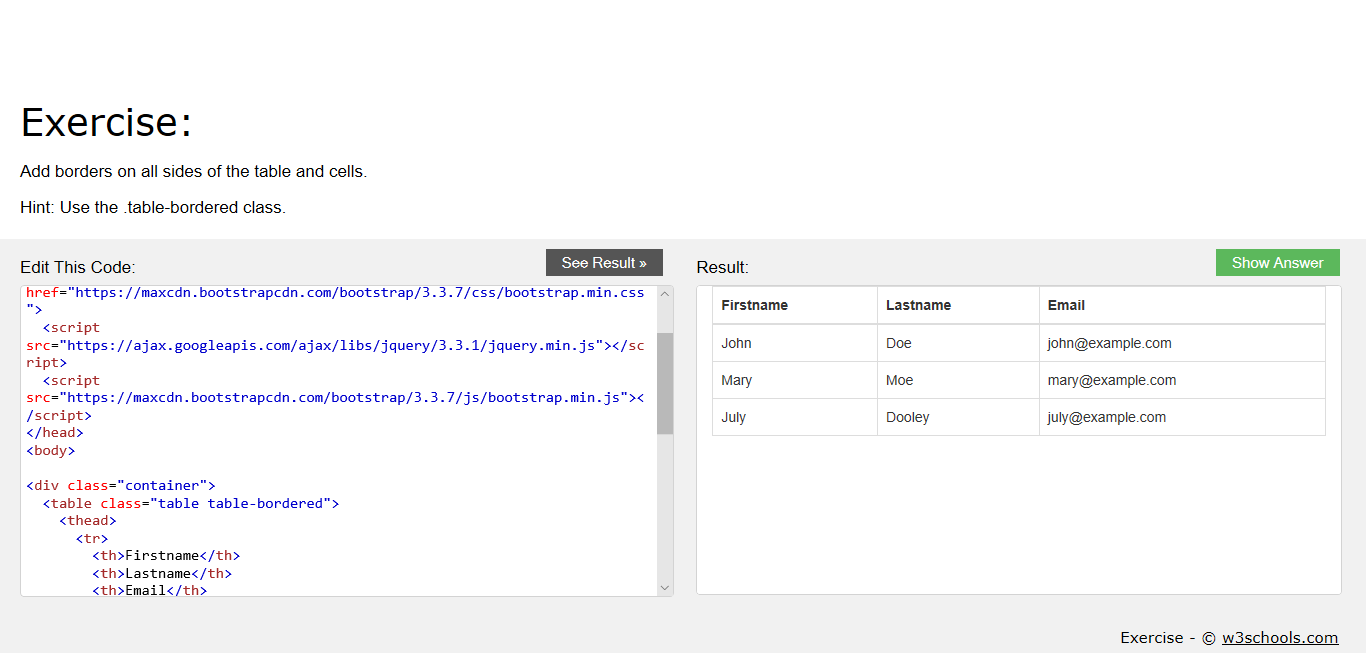 Exercise:
Add borders on all sides of the table and cells.
Hint: Use the .table-bordered class.
Edit This Code:
See Result »
href="https://maxcdn.bootstrapcdn.com/bootstrap/3.3.7/css/bootstrap.min.css
">
<script
src="https://ajax.googleapis.com/ajax/libs/jquery/3.3.1/jquery.min.js"></sc
ript>
<script
src="https://maxcdn.bootstrapcdn.com/bootstrap/3.3.7/js/bootstrap.min.js"><
/script>
</head>
<body>
<div class="container">
<table class="table table-bordered">
<thead>
<tr>
<th>Firstname</th>
<th>Lastname</th>
<th>Email</th>
Result:
Show Answer
Firstname Lastname Email
John Doe john@example.com
Mary Moe mary@example.com
July Dooley july@example.com
Exercise - © w3schools.com